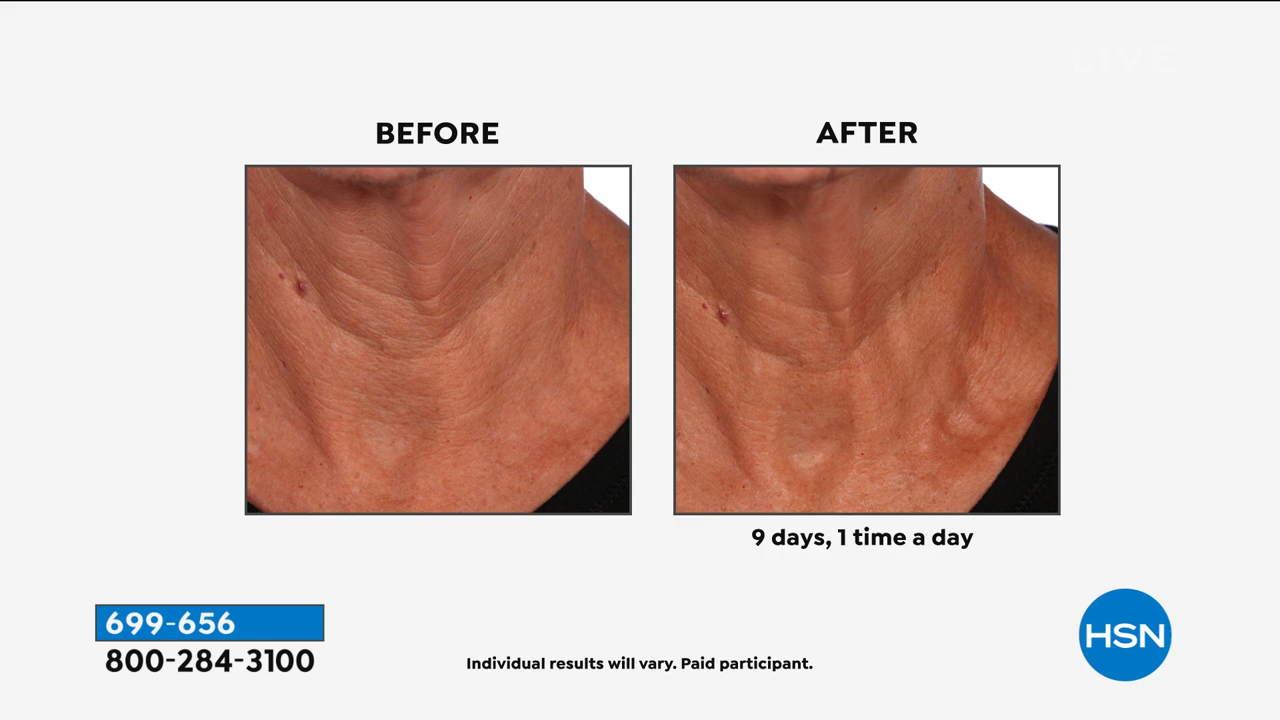 LIVE
BEFORE
AFTER
9 days, 1 time a day
699-656
800-284-3100
Individual results will vary. Paid participant.
HSN